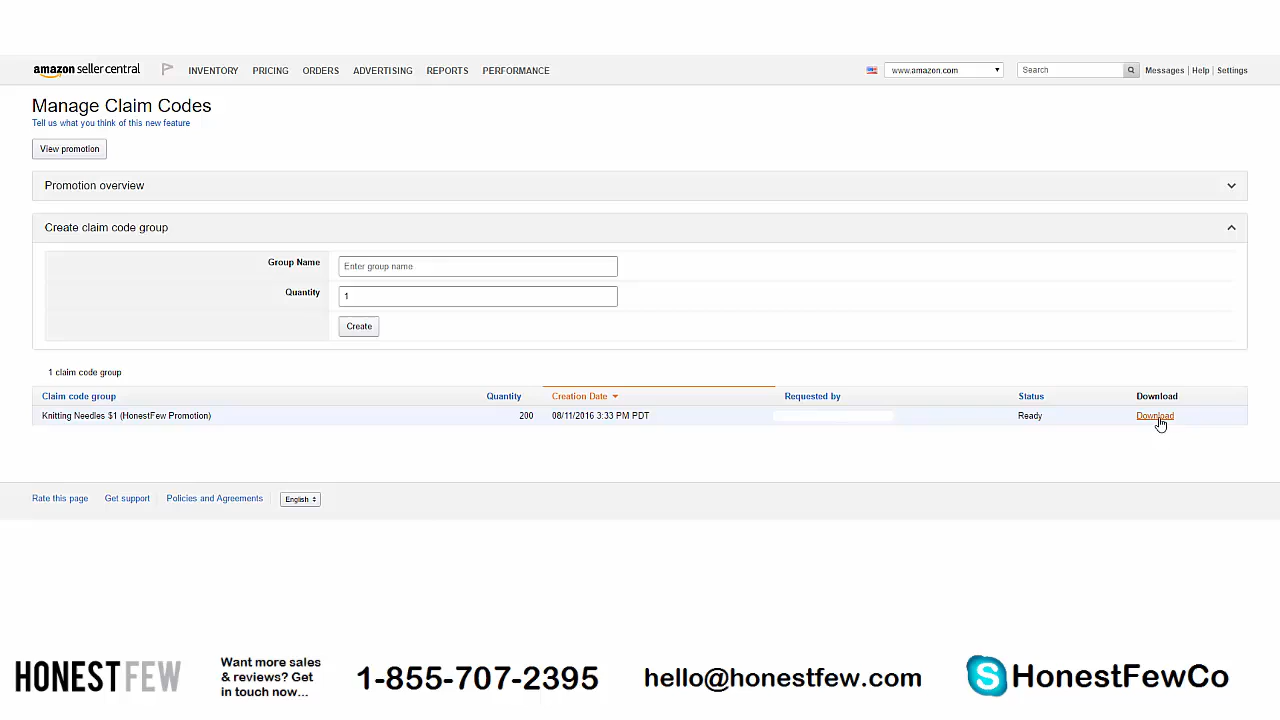 amazon seller central INVENTORY PRICING ORDERS ADVERTISING REPORTS PERFORMANCE www.amazon.com Search Messages | Help | Settings
Manage Claim Codes
Tell us what you think of this new feature
View promotion
Promotion overview
Create claim code group
Group Name Enter group name
Quantity 1
Create
1 claim code group
Claim code group Quantity Creation Date Requested by Status Download
Knitting Needles $1 (HonestFew Promotion) 200 08/11/2016 3:33 PM PDT Ready Download
Rate this page Get support Policies and Agreements English
HONESTFEW
Want more sales
& reviews? Get
in touch now...
1-855-707-2395
hello@honestfew.com
S HonestFewCo